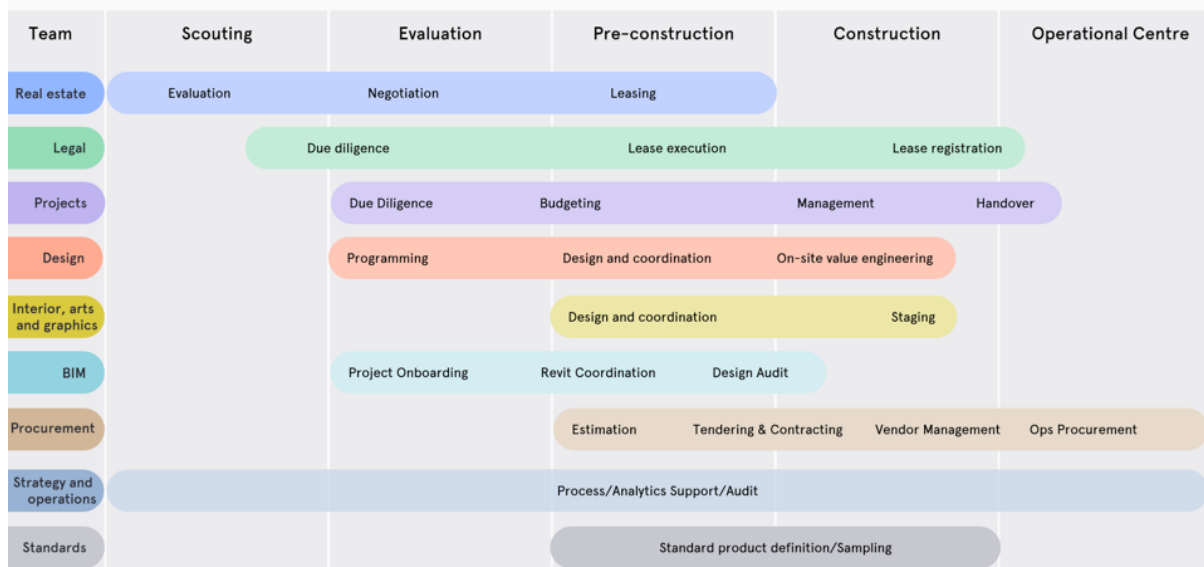 Team Scouting Evaluation Pre-construction Construction Operational Centre
Real estate Evaluation Negotiation Leasing
Legal Due diligence Lease execution Lease registration
Projects Due Diligence Budgeting Management Handover
Design Programming Design and coordination On-site value engineering
Interior, arts
and graphics Design and coordination Staging
BIM Project Onboarding Revit Coordination Design Audit
Procurement Estimation Tendering & Contracting Vendor Management Ops Procurement
Strategy and
operations Process/Analytics Support/Audit
Standards Standard product definition/Sampling